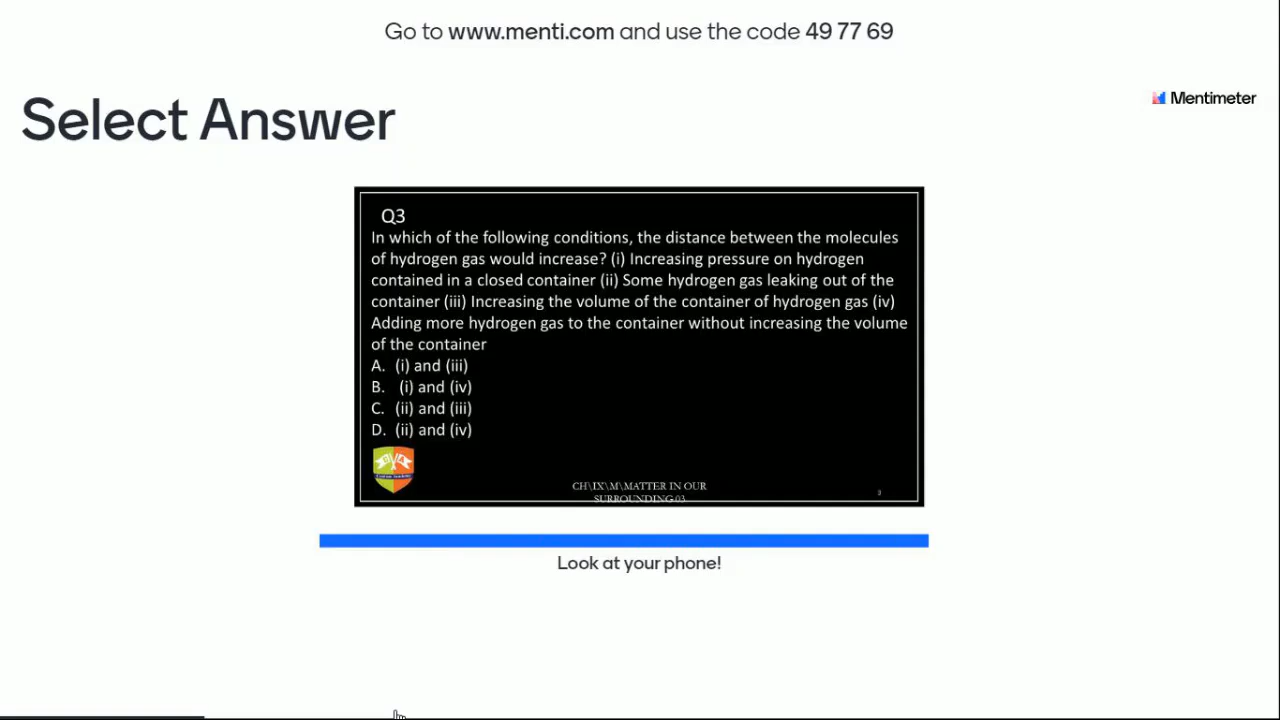 Go to www.menti.com and use the code 49 77 69
Select Answer
Mentimeter
Q3
In which of the following conditions, the distance between the molecules
of hydrogen gas would increase? (i) Increasing pressure on hydrogen
contained in a closed container (ii) Some hydrogen gas leaking out of the
container (iii) Increasing the volume of the container of hydrogen gas (iv)
Adding more hydrogen gas to the container without increasing the volume
of the container
A. (i) and (iii)
B. (i) and (iv)
C. (ii) and (iii)
D. (ii) and (iv)
CH\IX\M\MATTER IN OUR
SURROUNDING 03
3
Look at your phone!